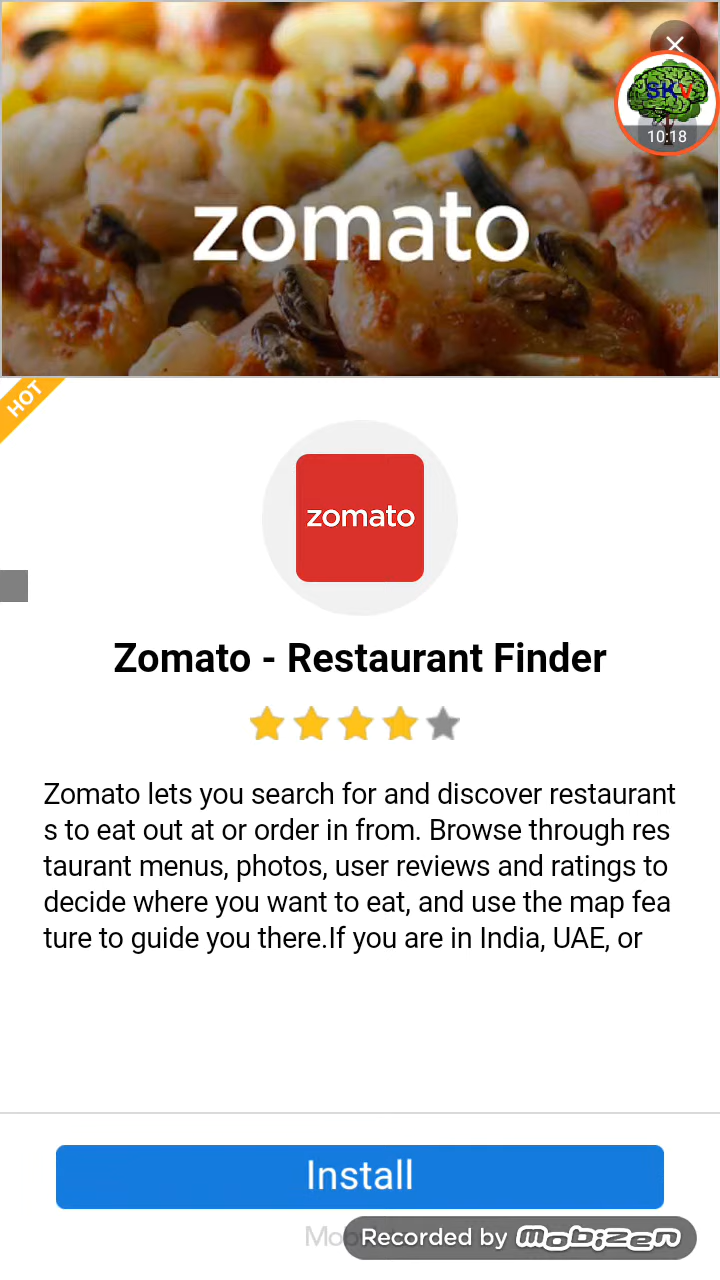 SKV
10:18
zomato
HOT
zomato
Zomato - Restaurant Finder
Zomato lets you search for and discover restaurant
s to eat out at or order in from. Browse through res
taurant menus, photos, user reviews and ratings to
decide where you want to eat, and use the map fea
ture to guide you there.If you are in India, UAE, or
Install
Recorded by mobizen